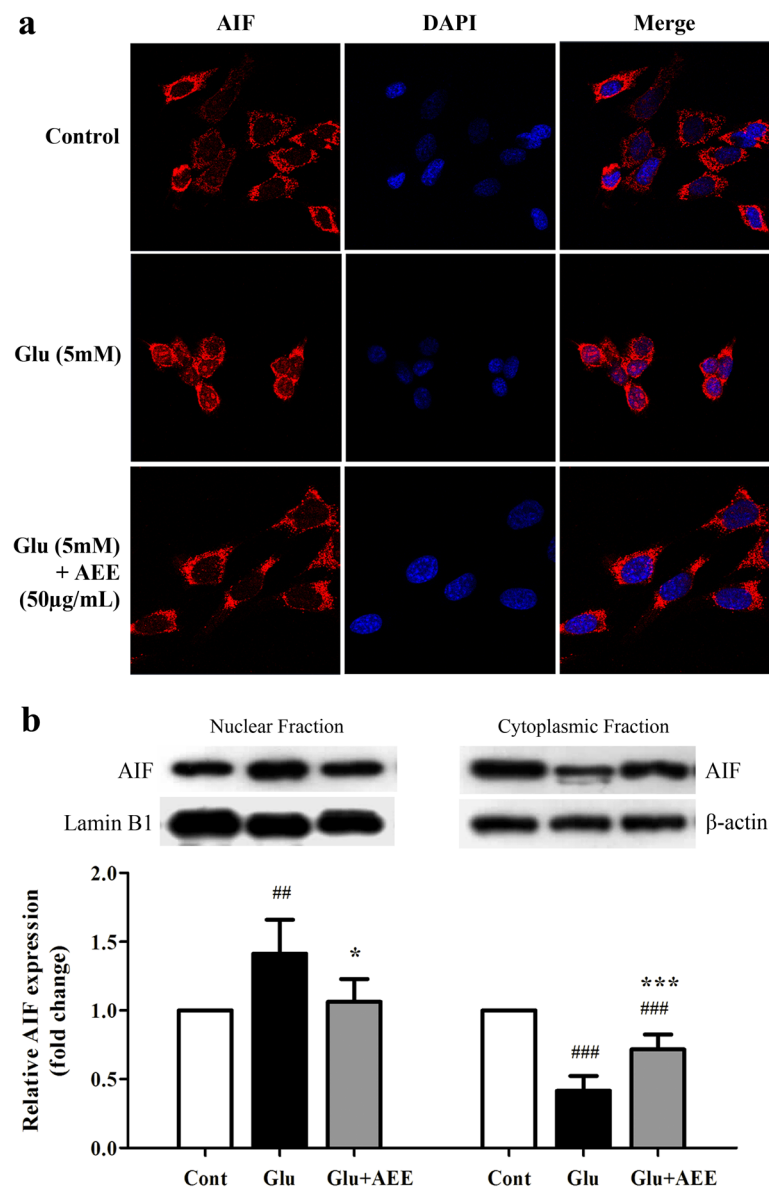 a
AIF DAPI Merge
Control
Glu (5mM)
Glu (5mM)
+ AEE
(50μg/mL)
b
Nuclear Fraction Cytoplasmic Fraction
AIF AIF
Lamin B1 β-actin
Relative AIF expression
(fold change)
2.0
1.5
1.0
0.5
0.0
##
*
###
***
###
Cont Glu Glu+AEE Cont Glu Glu+AEE